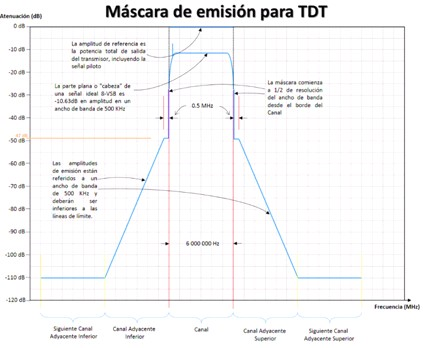 Máscara de emisión para TDT
Atenuación (dB)
0 dB
-10 dB
-20 dB
-30 dB
-40 dB
-47 dB
-50 dB
-60 dB
-70 dB
-80 dB
-90 dB
-100 dB
-110 dB
-120 dB
La amplitud de referencia es
la potencia total de salida
del transmisor, incluyendo la
señal piloto
La parte plana o "cabeza" de
una señal ideal 8-VSB es
-10.63dB en amplitud en un
ancho de banda de 500 KHz
0.5 MHz
La máscara comienza
a 1/2 de resolución
del ancho de banda
desde el borde del
Canal
Las amplitudes
de emisión están
referidos a un
ancho de banda
de 500 KHz y
deberán ser
inferiores a las
líneas de límite.
6 000 000 Hz
Frecuencia (MHz)
Siguiente Canal
Adyacente Inferior
Canal Adyacente
Inferior
Canal
Canal Adyacente
Superior
Siguiente Canal
Adyacente Superior